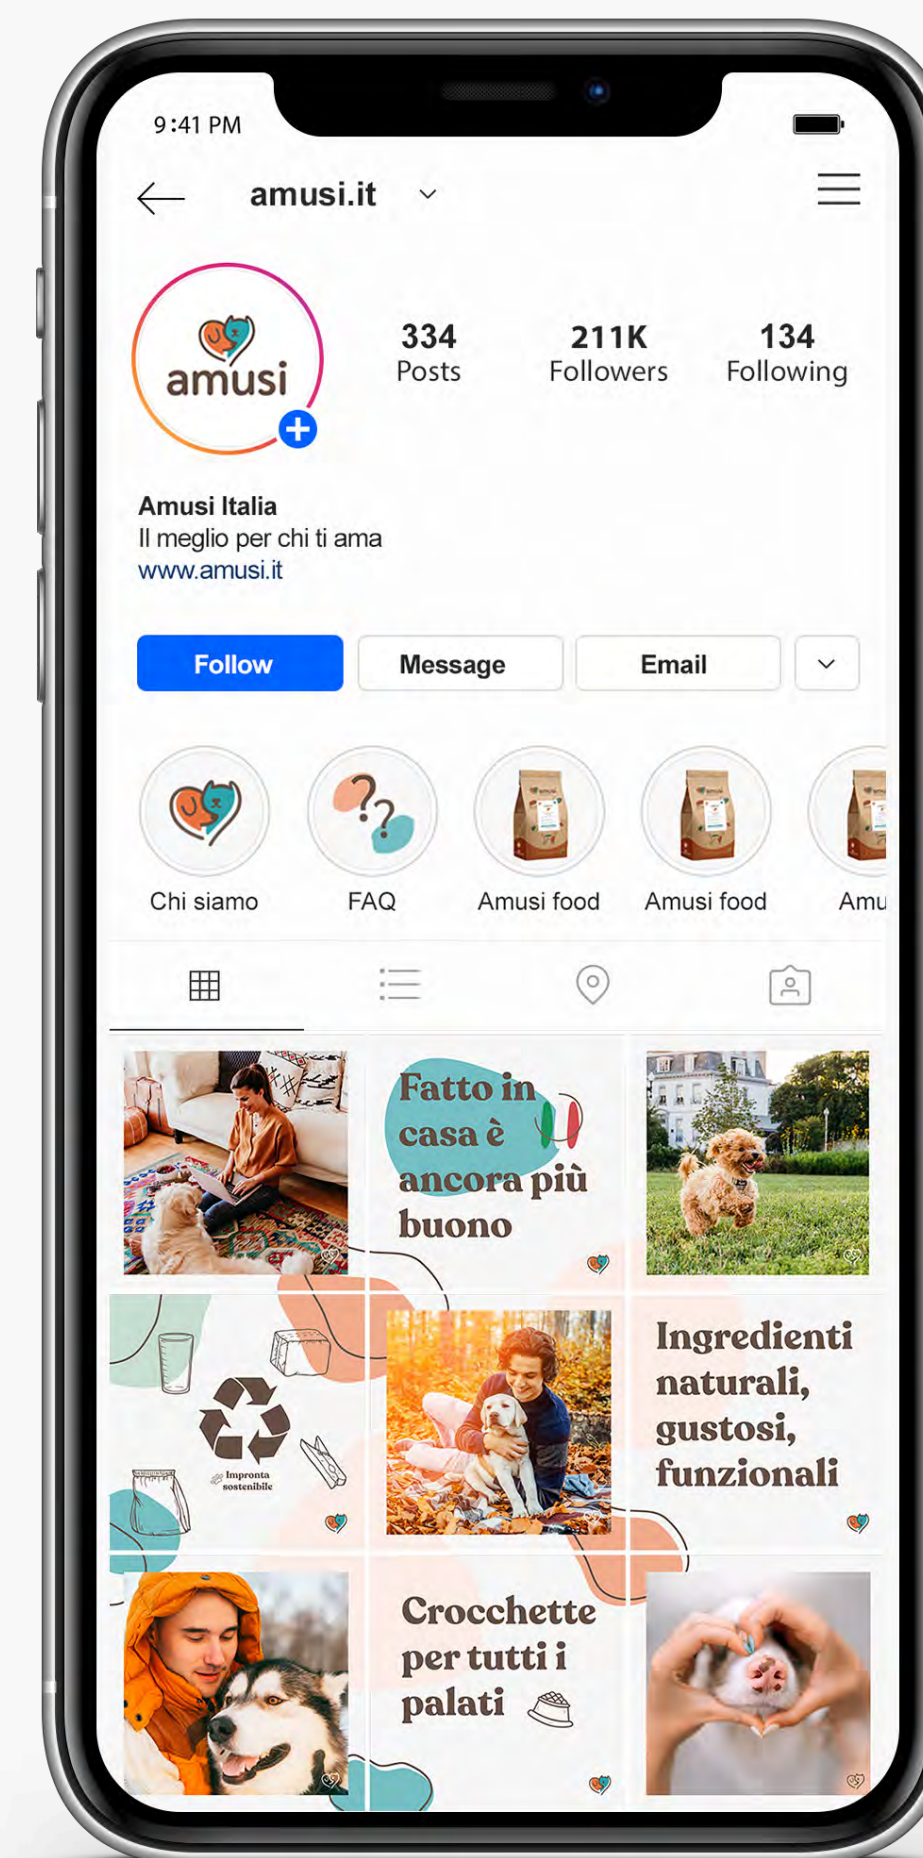 9:41 PM
amusi.it
amusi
334
Posts
211K
Followers
134
Following
Amusi Italia
Il meglio per chi ti ama
www.amusi.it
Follow
Message
Email
Chi siamo
FAQ
Amusi food
Amusi food
Amu
Fatto in
casa è
ancora più
buono
Impronta
sostenibile
Ingredienti
naturali,
gustosi,
funzionali
Crocchette
per tutti i
palati